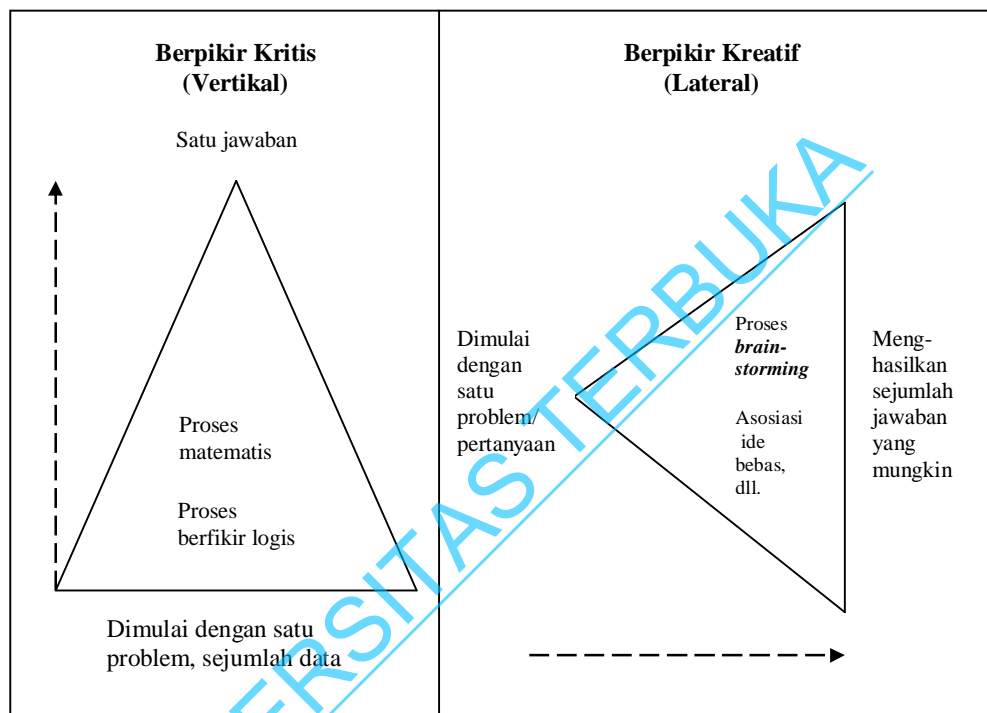 Berpikir Kritis
(Vertikal)
Satu jawaban
Proses
matematis
Proses
berfikir logis
Dimulai dengan satu
problem, sejumlah data
Berpikir Kreatif
(Lateral)
Dimulai
dengan
satu
problem/
pertanyaan
Proses
brain-
storming
Asosiasi
ide
bebas,
dll.
Meng-
hasilkan
sejumlah
jawaban
yang
mungkin
ERSITAS TERBUKA